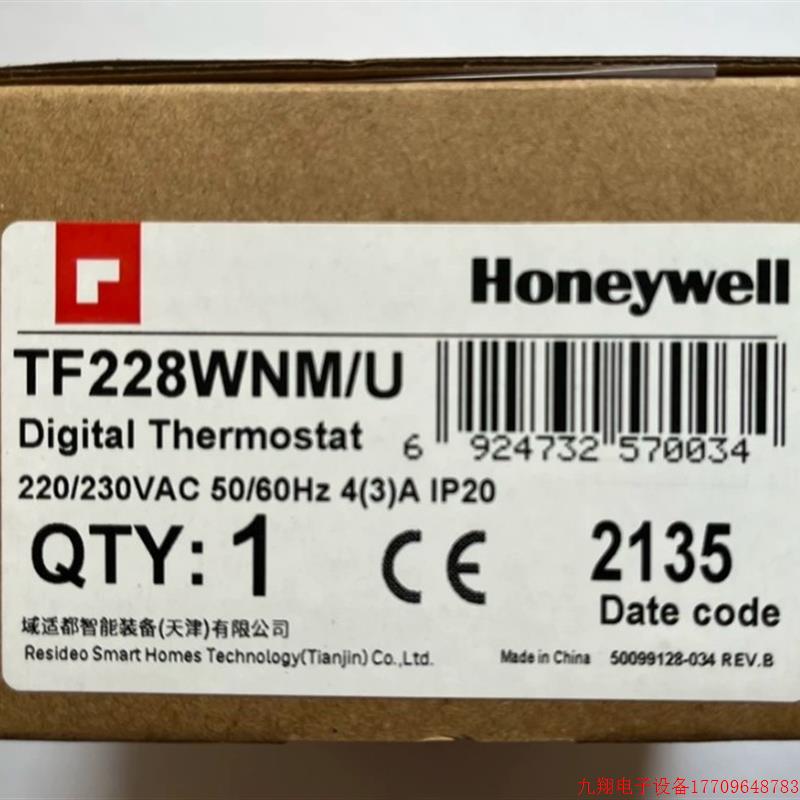 Honeywell
TF228WNM/U
Digital Thermostat
6 924732 570034
220/230VAC 50/60Hz 4(3)A IP20
QTY: 1 CE 2135
Date code
域适都智能装备(天津)有限公司
Resideo Smart Homes Technology(Tianjin) Co.,Ltd.
Made in China 50099128-034 REV.B
九翔电子设备17709648783